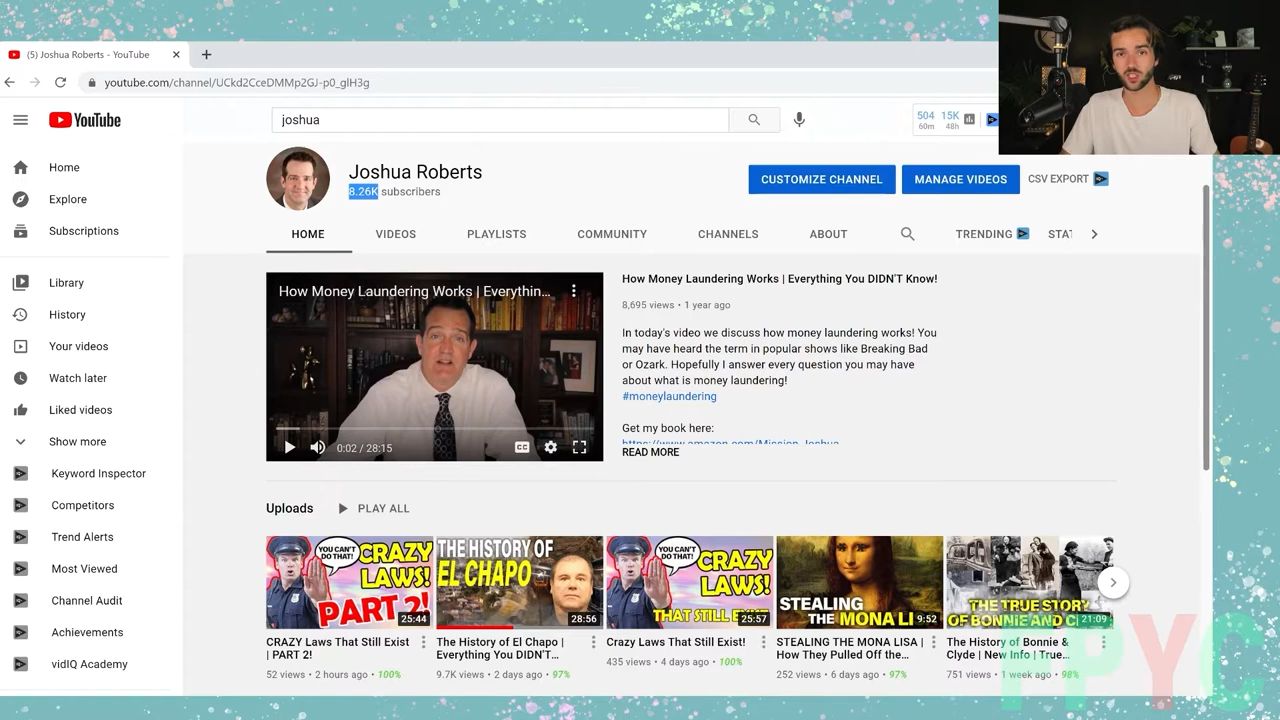 (5) Joshua Roberts - YouTube
youtube.com/channel/UCkd2CceDMMp2GJ-p0_glH3g
YouTube
joshua
504 15K
60m 48h
Home
Explore
Subscriptions
Library
History
Your videos
Watch later
Liked videos
Show more
Keyword Inspector
Competitors
Trend Alerts
Most Viewed
Channel Audit
Achievements
vidIQ Academy
Joshua Roberts
8.26K subscribers
CUSTOMIZE CHANNEL
MANAGE VIDEOS
CSV EXPORT
HOME VIDEOS PLAYLISTS COMMUNITY CHANNELS ABOUT TRENDING STAT
How Money Laundering Works | Everythin...
0:02 / 28:15
CC
How Money Laundering Works | Everything You DIDN'T Know!
8,695 views • 1 year ago
In today's video we discuss how money laundering works! You
may have heard the term in popular shows like Breaking Bad
or Ozark. Hopefully I answer every question you may have
about what is money laundering!
#moneylaundering
Get my book here:
https://www.amazon.com/Mission-Joshua
READ MORE
Uploads PLAY ALL
YOU CAN'T
DO THAT!
CRAZY
LAWS!
PART 2!
25:44
CRAZY Laws That Still Exist
| PART 2!
52 views • 2 hours ago 100%
THE HISTORY OF
EL CHAPO
28:56
The History of El Chapo |
Everything You DIDN'T...
9.7K views • 2 days ago 97%
YOU CAN'T
DO THAT!
CRAZY
LAWS!
THAT STILL EXIST
25:57
Crazy Laws That Still Exist!
435 views • 4 days ago 100%
STEALING
THE MONA LI
9:52
STEALING THE MONA LISA |
How They Pulled Off the...
252 views • 6 days ago 97%
THE TRUE STORY
OF BONNIE AND C
21:09
The History of Bonnie &
Clyde | New Info | True...
751 views • 1 week ago 98%
PPYC